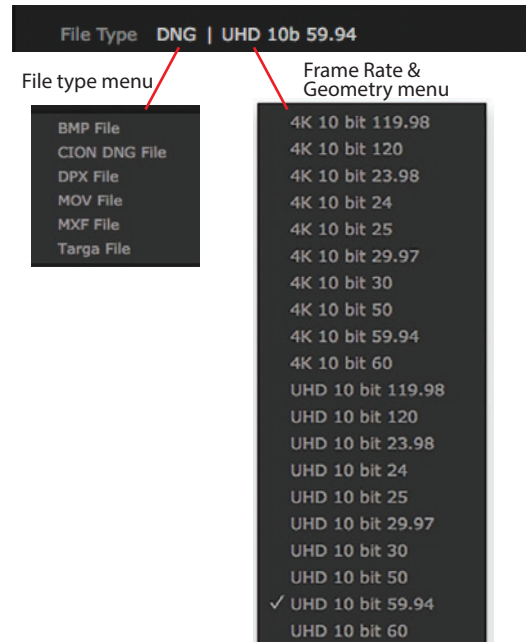 File Type DNG | UHD 10b 59.94
File type menu
BMP File
CION DNG File
DPX File
MOV File
MXF File
Targa File
Frame Rate &
Geometry menu
4K 10 bit 119.98
4K 10 bit 120
4K 10 bit 23.98
4K 10 bit 24
4K 10 bit 25
4K 10 bit 29.97
4K 10 bit 30
4K 10 bit 50
4K 10 bit 59.94
4K 10 bit 60
UHD 10 bit 119.98
UHD 10 bit 120
UHD 10 bit 23.98
UHD 10 bit 24
UHD 10 bit 25
UHD 10 bit 29.97
UHD 10 bit 30
UHD 10 bit 50
✓ UHD 10 bit 59.94
UHD 10 bit 60